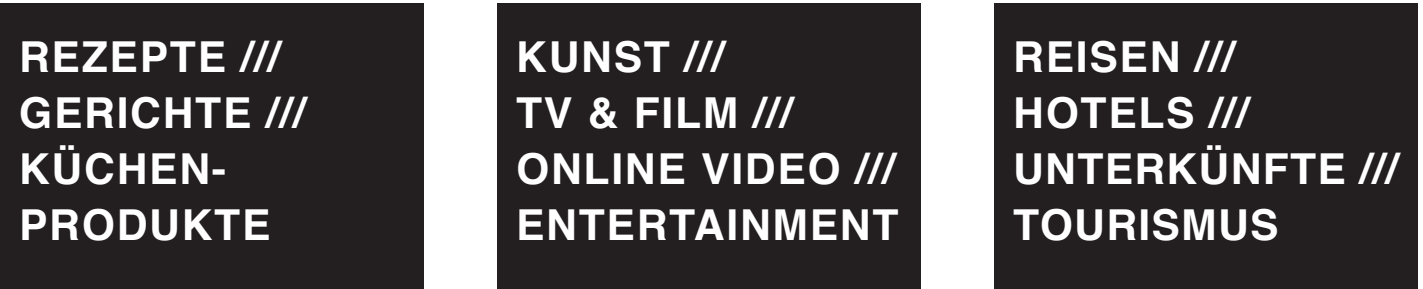 REZEPTE ///
GERICHTE ///
KÜCHEN-
PRODUKTE
KUNST ///
TV & FILM ///
ONLINE VIDEO ///
ENTERTAINMENT
REISEN ///
HOTELS ///
UNTERKÜNFTE ///
TOURISMUS